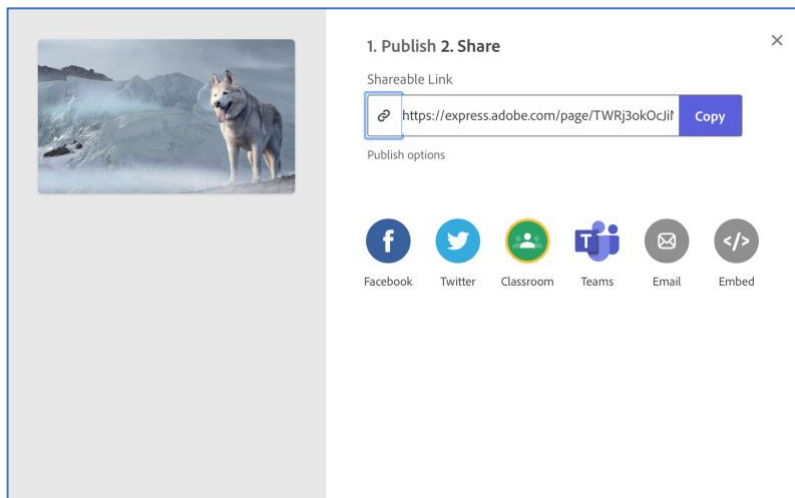 1. Publish 2. Share
Shareable Link
https://express.adobe.com/page/TWRj3okOcJi
Copy
Publish options
Facebook Twitter Classroom Teams Email Embed